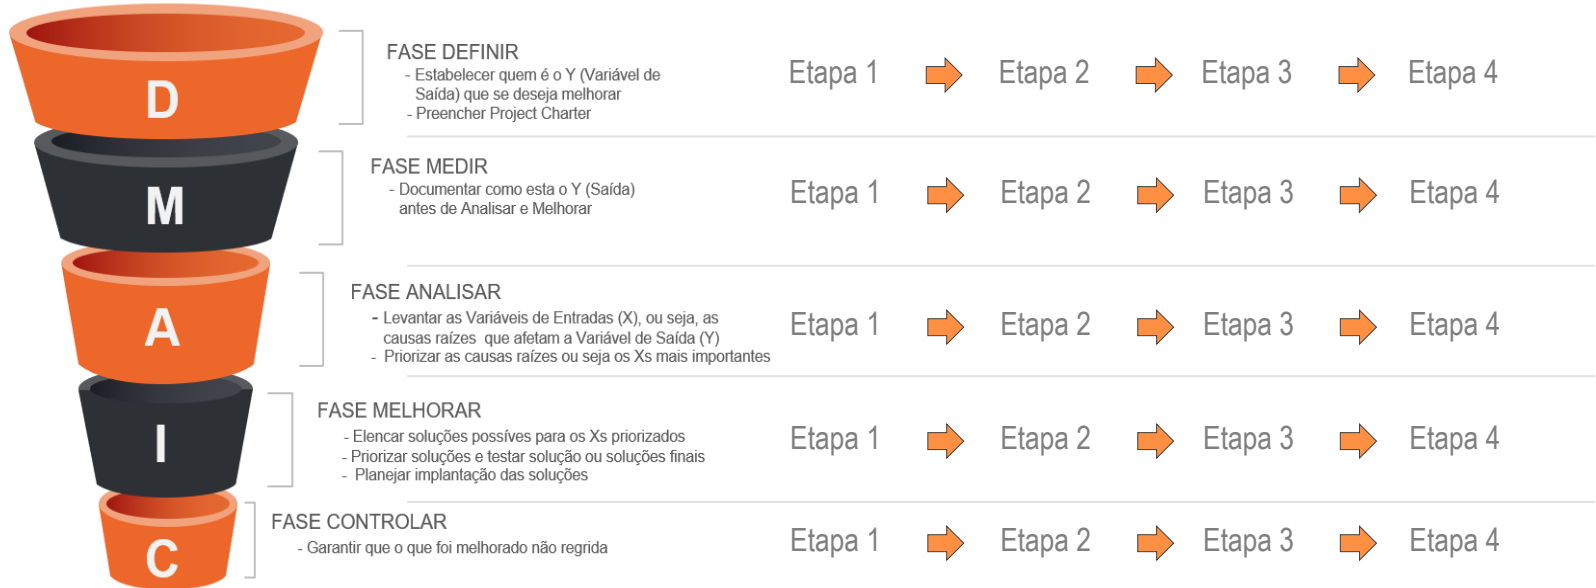 D
FASE DEFINIR
- Estabelecer quem é o Y (Variável de
Saída) que se deseja melhorar
- Preencher Project Charter
Etapa 1
Etapa 2
Etapa 3
Etapa 4
M
FASE MEDIR
- Documentar como esta o Y (Saída)
antes de Analisar e Melhorar
Etapa 1
Etapa 2
Etapa 3
Etapa 4
A
FASE ANALISAR
- Levantar as Variáveis de Entradas (X), ou seja, as
causas raízes que afetam a Variável de Saída (Y)
- Priorizar as causas raízes ou seja os Xs mais importantes
Etapa 1
Etapa 2
Etapa 3
Etapa 4
I
FASE MELHORAR
- Elencar soluções possíves para os Xs priorizados
- Priorizar soluções e testar solução ou soluções finais
- Planejar implantação das soluções
Etapa 1
Etapa 2
Etapa 3
Etapa 4
C
FASE CONTROLAR
- Garantir que o que foi melhorado não regrida
Etapa 1
Etapa 2
Etapa 3
Etapa 4